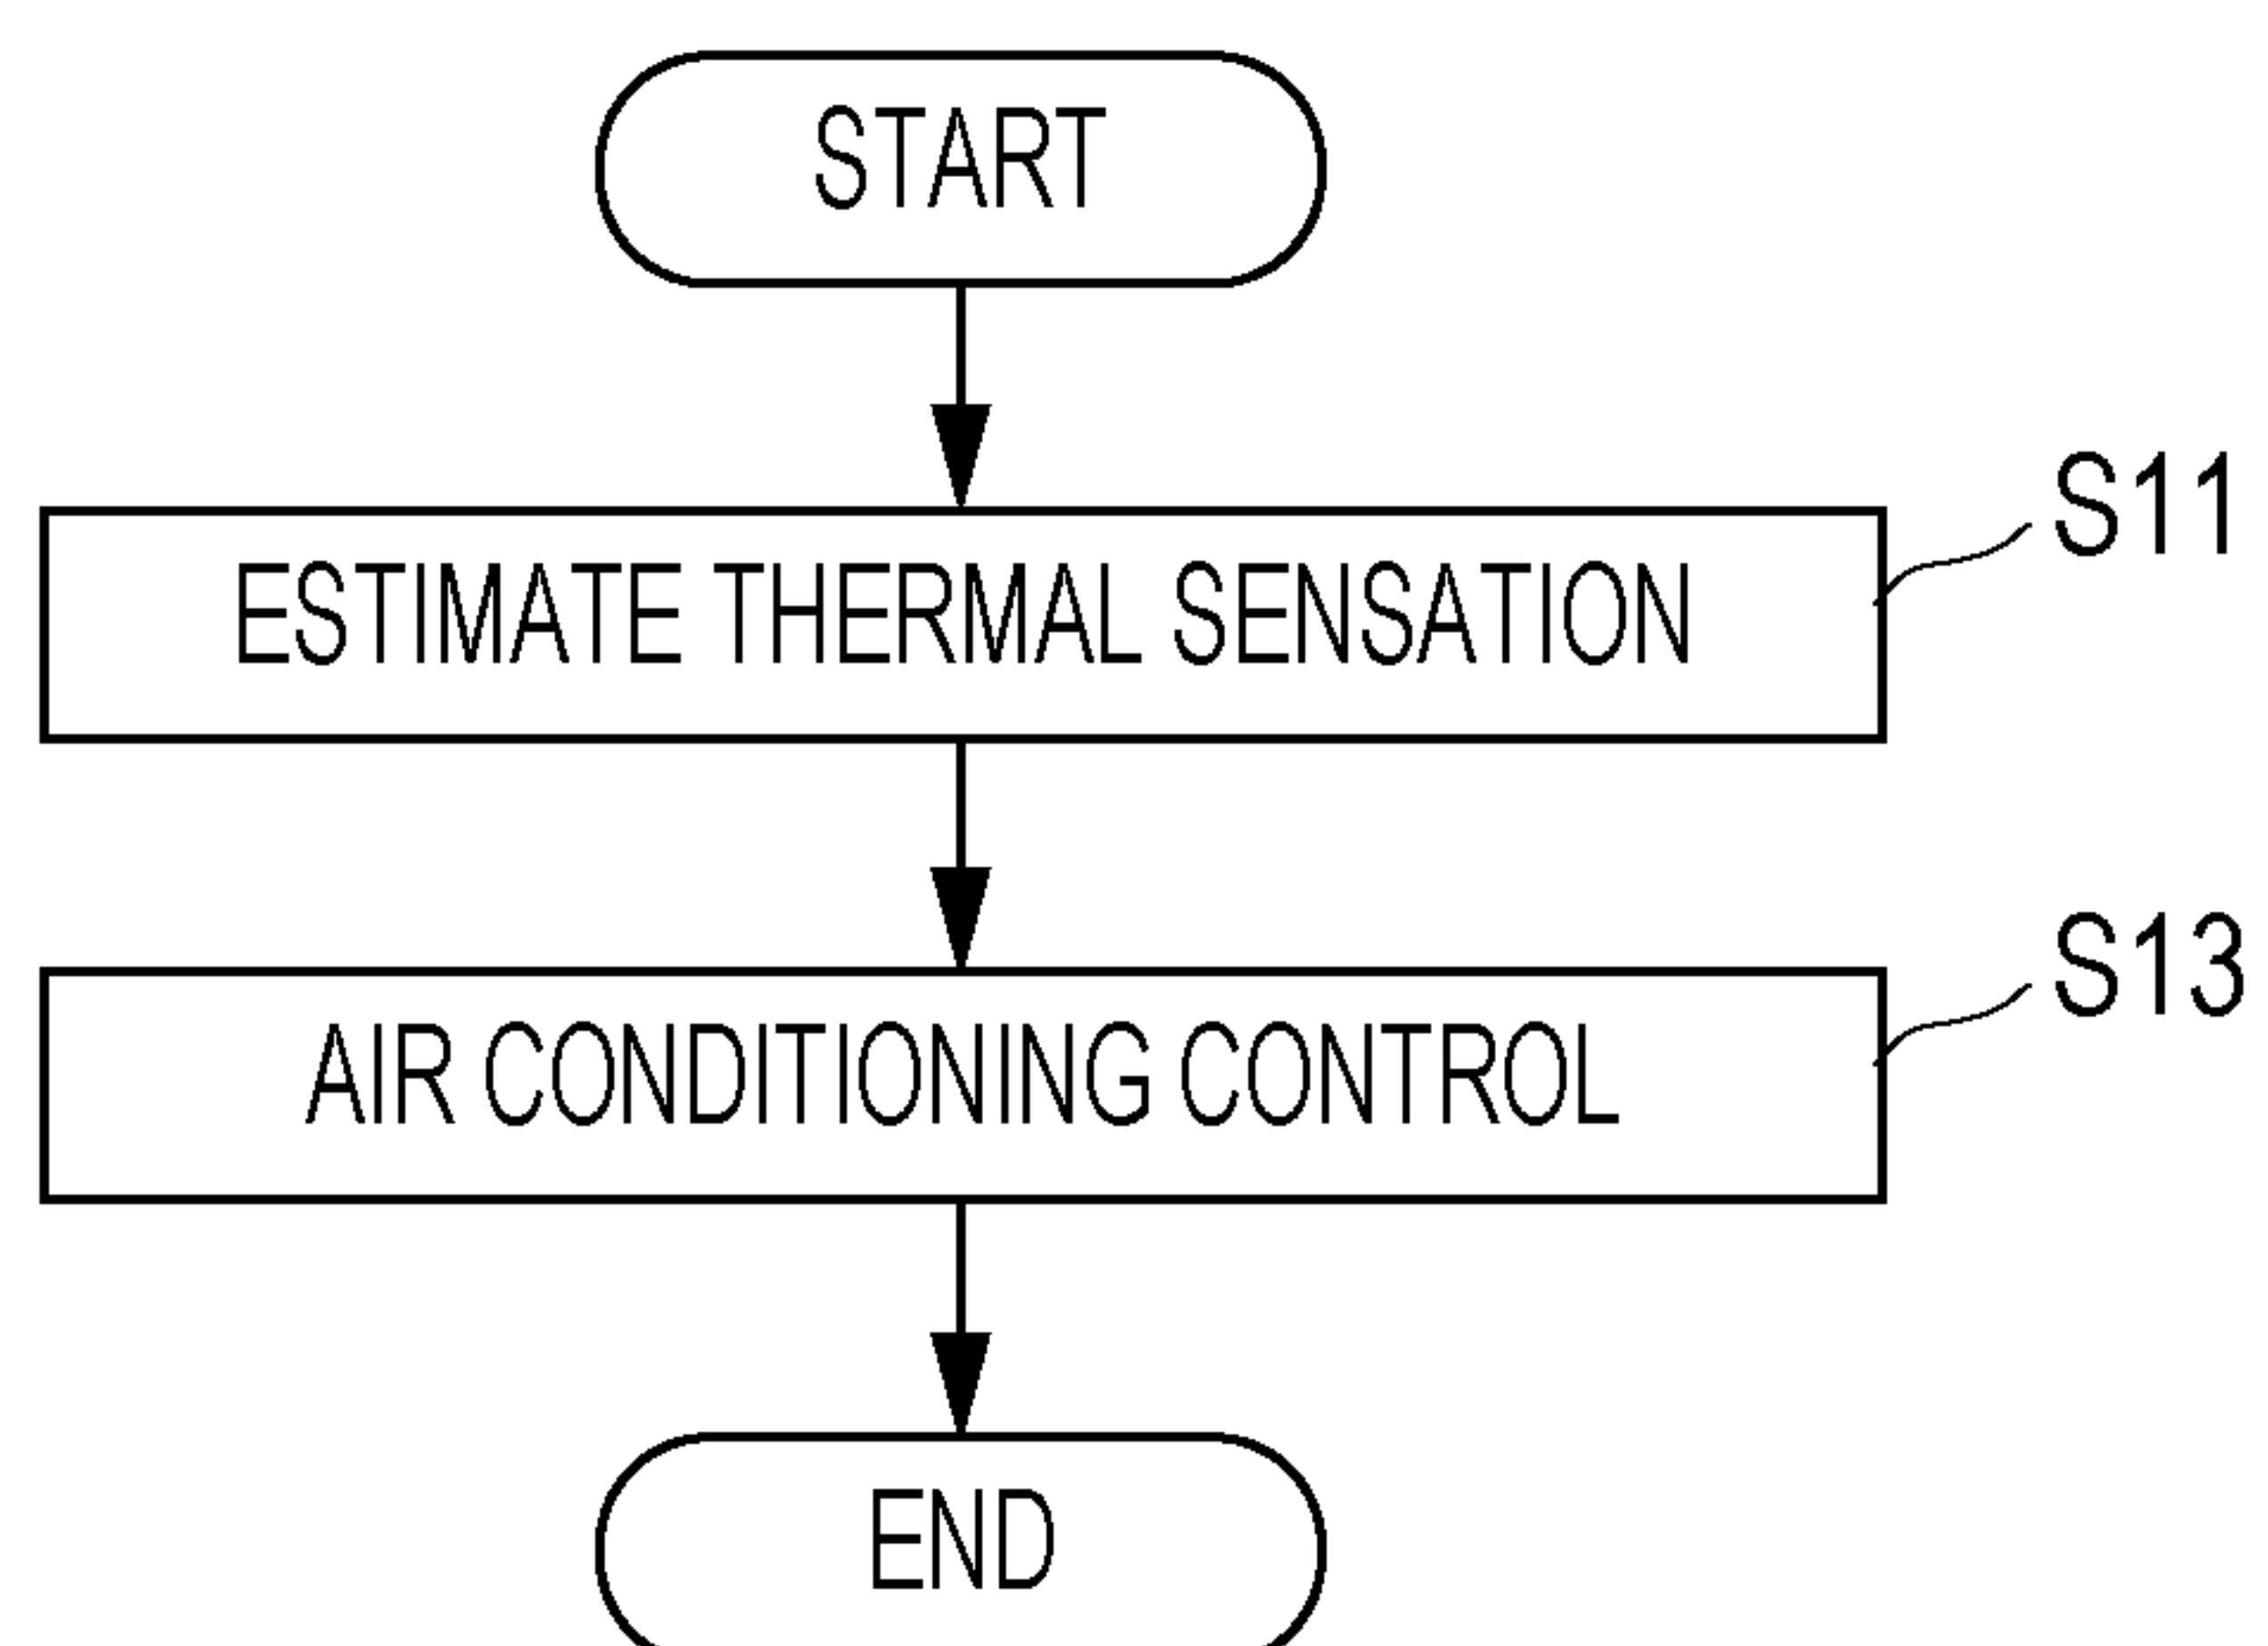 START
S11
ESTIMATE THERMAL SENSATION
S13
AIR CONDITIONING CONTROL
END